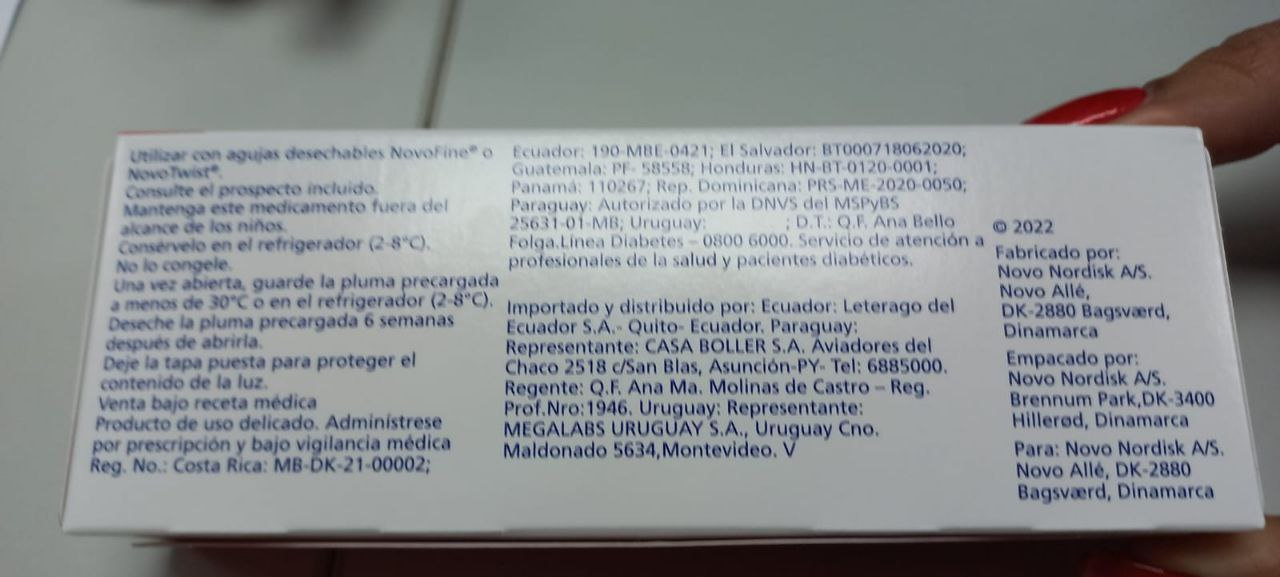 Utilizar con agujas desechables NovoFine® o
NovoTwist®.
Consulte el prospecto incluido.
Mantenga este medicamento fuera del
alcance de los niños.
Consérvelo en el refrigerador (2-8°C).
No lo congele.
Una vez abierta, guarde la pluma precargada
a menos de 30°C o en el refrigerador (2-8°C).
Deseche la pluma precargada 6 semanas
después de abrirla.
Deje la tapa puesta para proteger el
contenido de la luz.
Venta bajo receta médica
Producto de uso delicado. Adminístrese
por prescripción y bajo vigilancia médica
Reg. No.: Costa Rica: MB-DK-21-00002;
Ecuador: 190-MBE-0421; El Salvador: BT000718062020;
Guatemala: PF- 58558; Honduras: HN-BT-0120-0001;
Panamá: 110267; Rep. Dominicana: PRS-ME-2020-0050;
Paraguay: Autorizado por la DNVS del MSPyBS
25631-01-MB; Uruguay: ; D.T.: Q.F. Ana Bello
Folga.Línea Diabetes – 0800 6000. Servicio de atención a
profesionales de la salud y pacientes diabéticos.
Importado y distribuido por: Ecuador: Leterago del
Ecuador S.A.- Quito- Ecuador. Paraguay:
Representante: CASA BOLLER S.A. Aviadores del
Chaco 2518 c/San Blas, Asunción-PY- Tel: 6885000.
Regente: Q.F. Ana Ma. Molinas de Castro – Reg.
Prof.Nro:1946. Uruguay: Representante:
MEGALABS URUGUAY S.A., Uruguay Cno.
Maldonado 5634,Montevideo. V
© 2022
Fabricado por:
Novo Nordisk A/S.
Novo Allé,
DK-2880 Bagsværd,
Dinamarca
Empacado por:
Novo Nordisk A/S.
Brennum Park,DK-3400
Hillerød, Dinamarca
Para: Novo Nordisk A/S.
Novo Allé, DK-2880
Bagsværd, Dinamarca